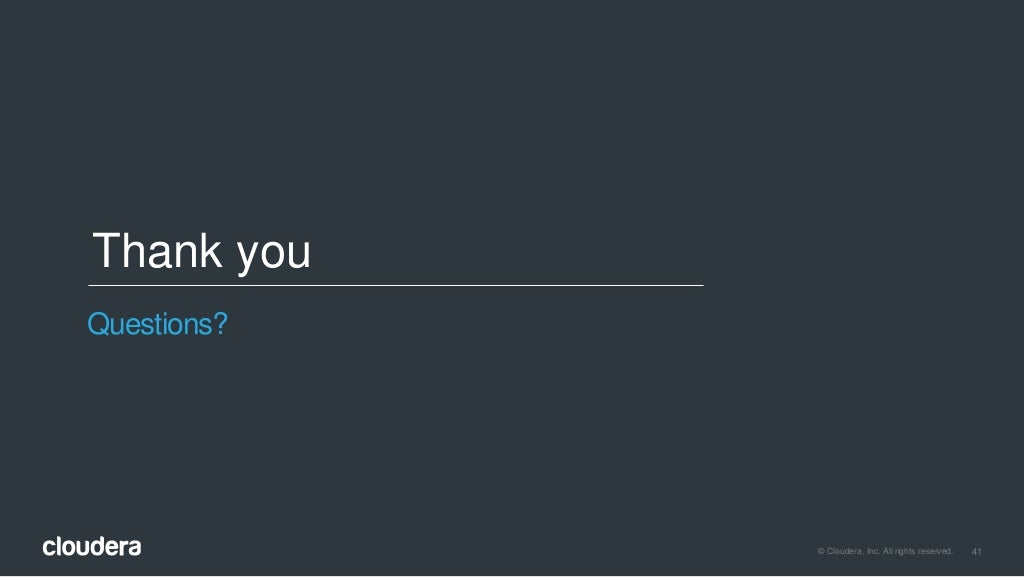 Thank you
Questions?
cloudera
© Cloudera, Inc. All rights reserved. 41